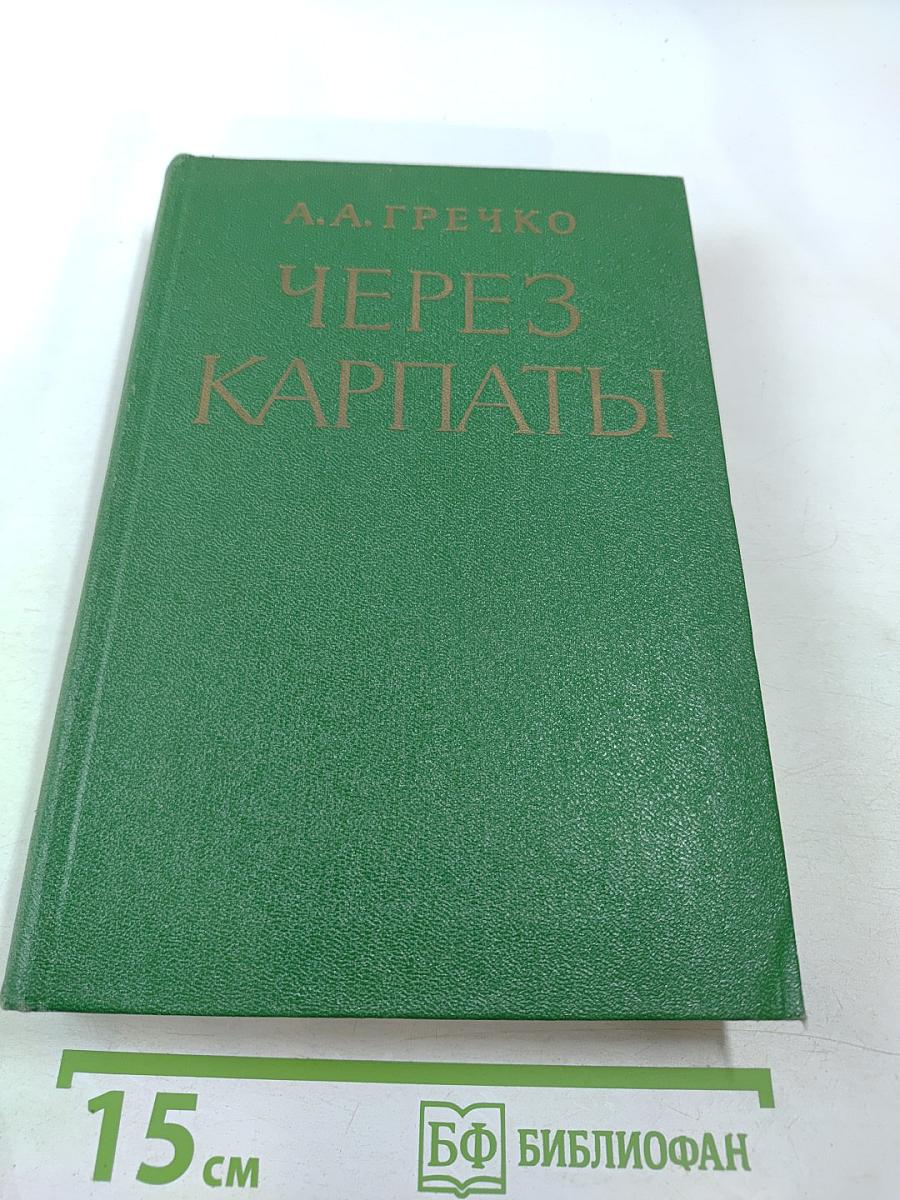 А.А.ГРЕЧКО
ЧЕРЕЗ
КАРПАТЫ
15 см
БФ БИБЛИОФАН